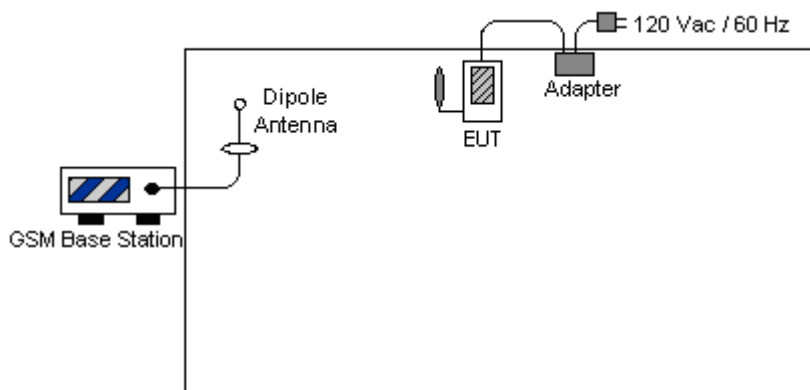 120 Vac / 60 Hz
Adapter
Dipole
Antenna
EUT
GSM Base Station